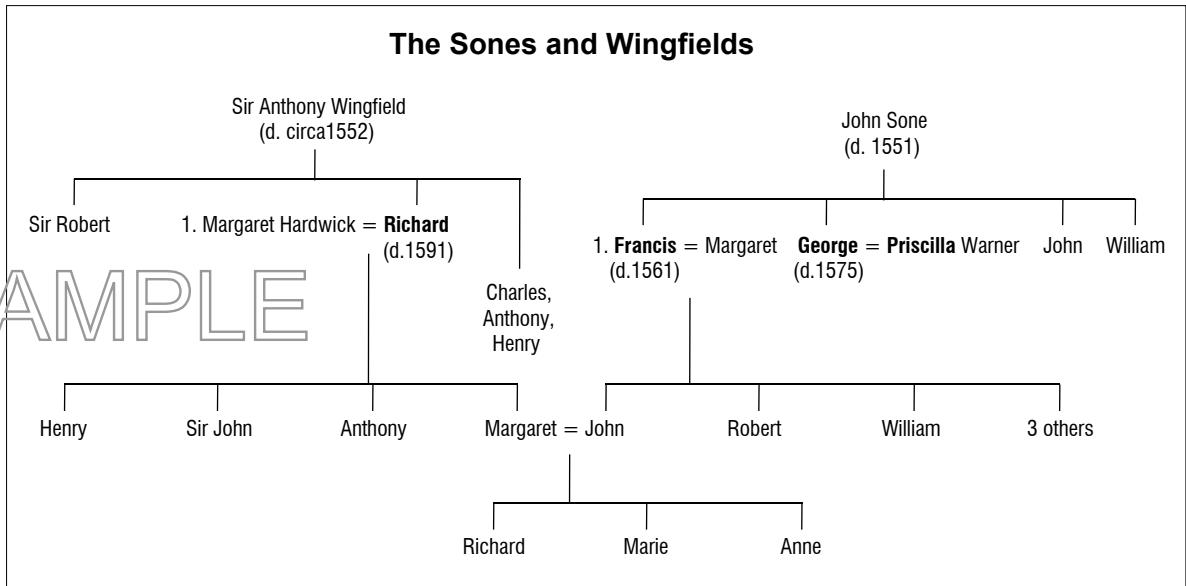 The Sones and Wingfields
Sir Anthony Wingfield
(d. circa1552)
John Sone
(d. 1551)
Sir Robert
1. Margaret Hardwick = Richard
(d.1591)
Charles,
Anthony,
Henry
1. Francis = Margaret
(d.1561)
George = Priscilla Warner
(d.1575)
John
William
AMPLE
Henry
Sir John
Anthony
Margaret = John
Robert
William
3 others
Richard
Marie
Anne